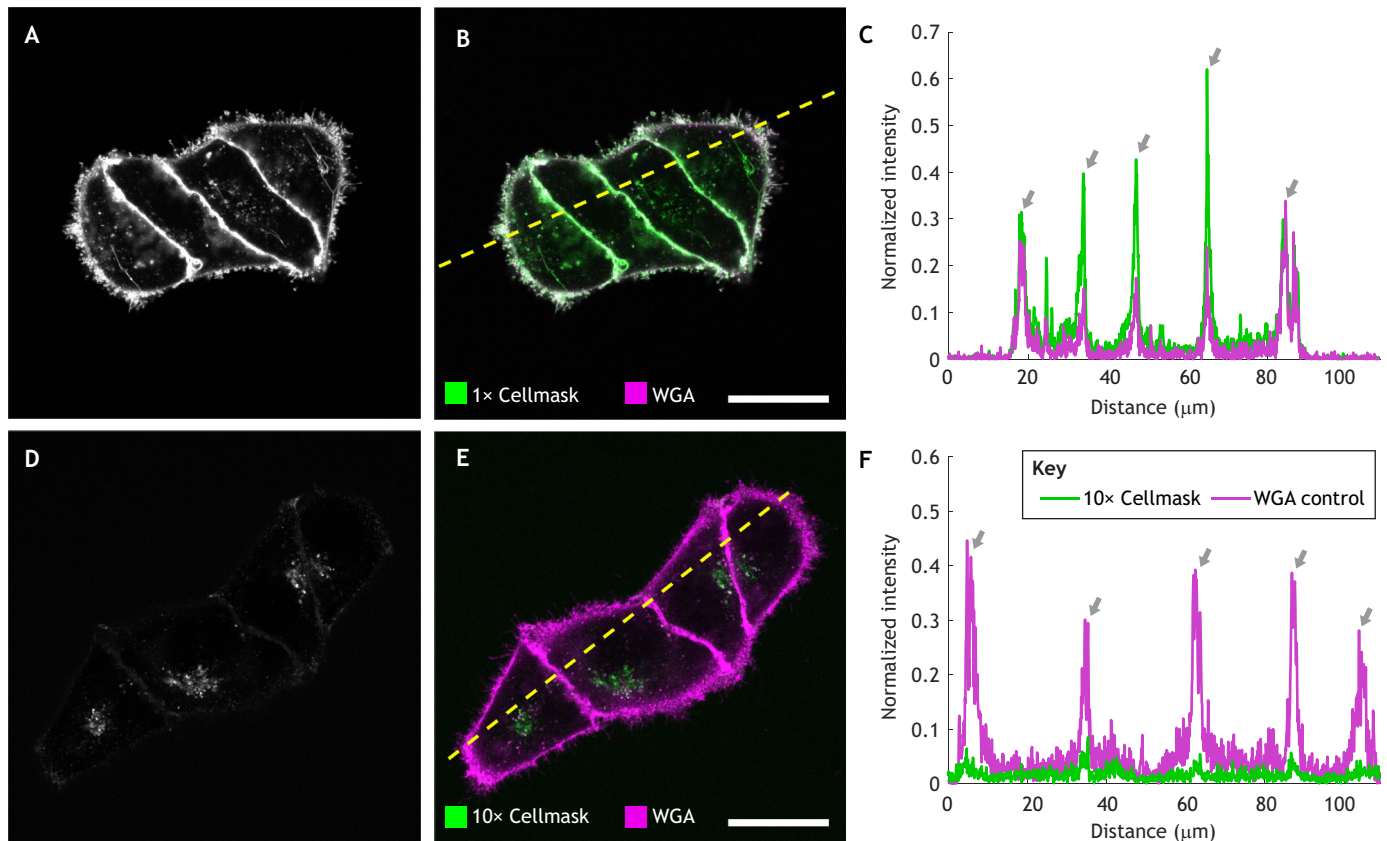 A
B
1× Cellmask
WGA
C
0.7
0.6
0.5
0.4
0.3
0.2
0.1
0
Normalized intensity
0
20
40
60
80
100
Distance (μm)
D
E
10× Cellmask
WGA
F
Key
10× Cellmask
WGA control
0.6
0.5
0.4
0.3
0.2
0.1
0
Normalized intensity
0
20
40
60
80
100
Distance (μm)